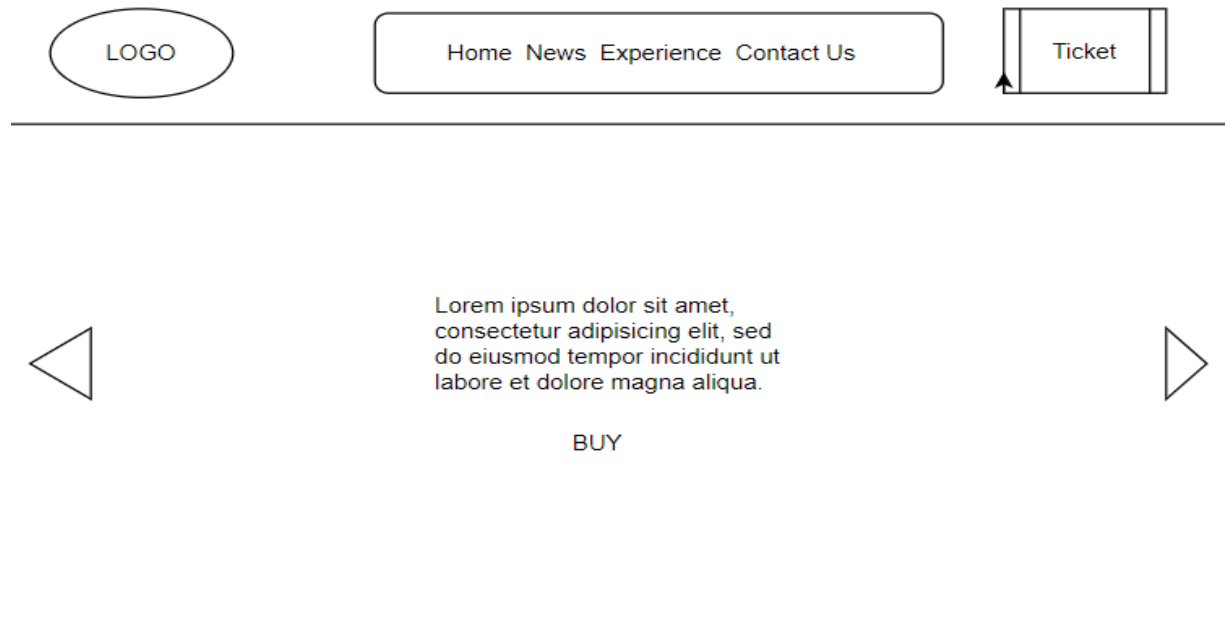 LOGO
Home News Experience Contact Us
Ticket
Lorem ipsum dolor sit amet,
consectetur adipisicing elit, sed
do eiusmod tempor incididunt ut
labore et dolore magna aliqua.
BUY